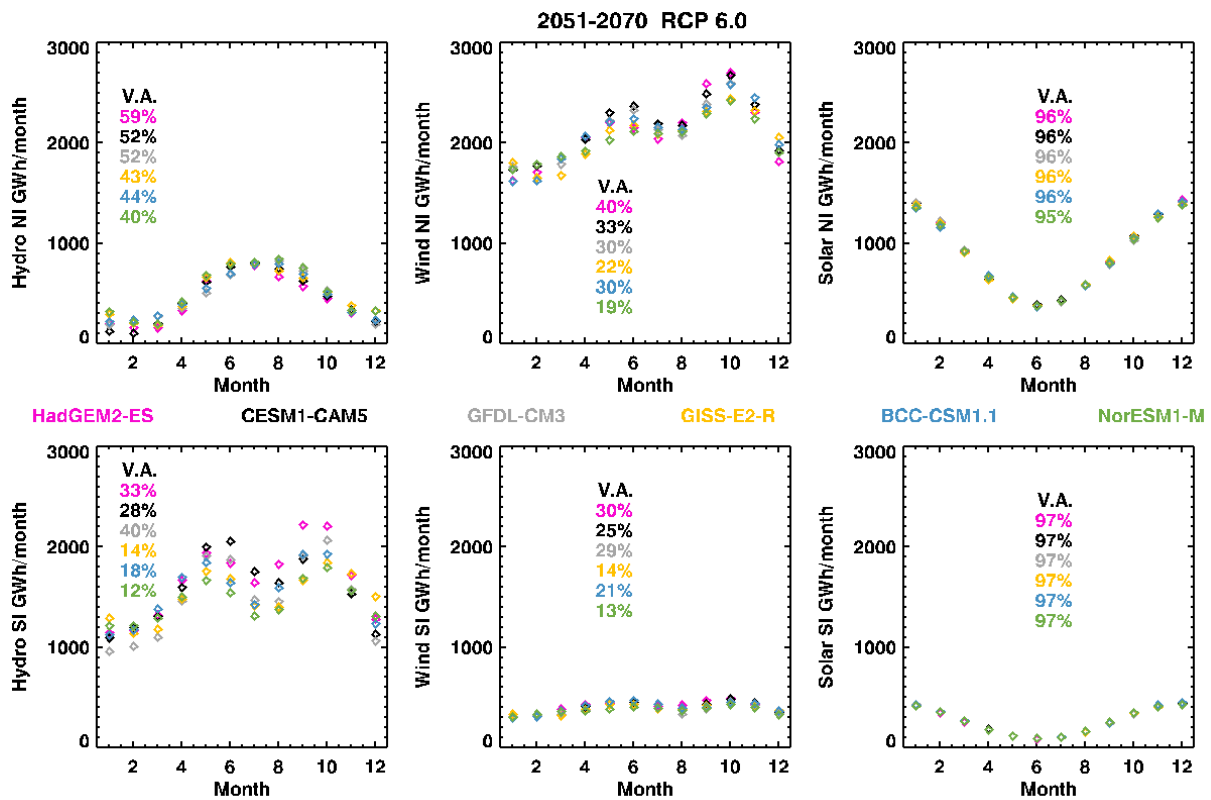 2051-2070 RCP 6.0
3000
2000
1000
0
Hydro NI GWh/month
V.A.
59%
52%
52%
43%
44%
40%
2 4 6 8 10 12
Month
3000
2000
1000
0
Wind NI GWh/month
V.A.
40%
33%
30%
22%
30%
19%
2 4 6 8 10 12
Month
3000
2000
1000
0
Solar NI GWh/month
V.A.
96%
96%
96%
96%
96%
95%
2 4 6 8 10 12
Month
HadGEM2-ES CESM1-CAM5 GFDL-CM3 GISS-E2-R BCC-CSM1.1 NorESM1-M
3000
2000
1000
0
Hydro SI GWh/month
V.A.
33%
28%
40%
14%
18%
12%
2 4 6 8 10 12
Month
3000
2000
1000
0
Wind SI GWh/month
V.A.
30%
25%
29%
14%
21%
13%
2 4 6 8 10 12
Month
3000
2000
1000
0
Solar SI GWh/month
V.A.
97%
97%
97%
97%
97%
97%
2 4 6 8 10 12
Month